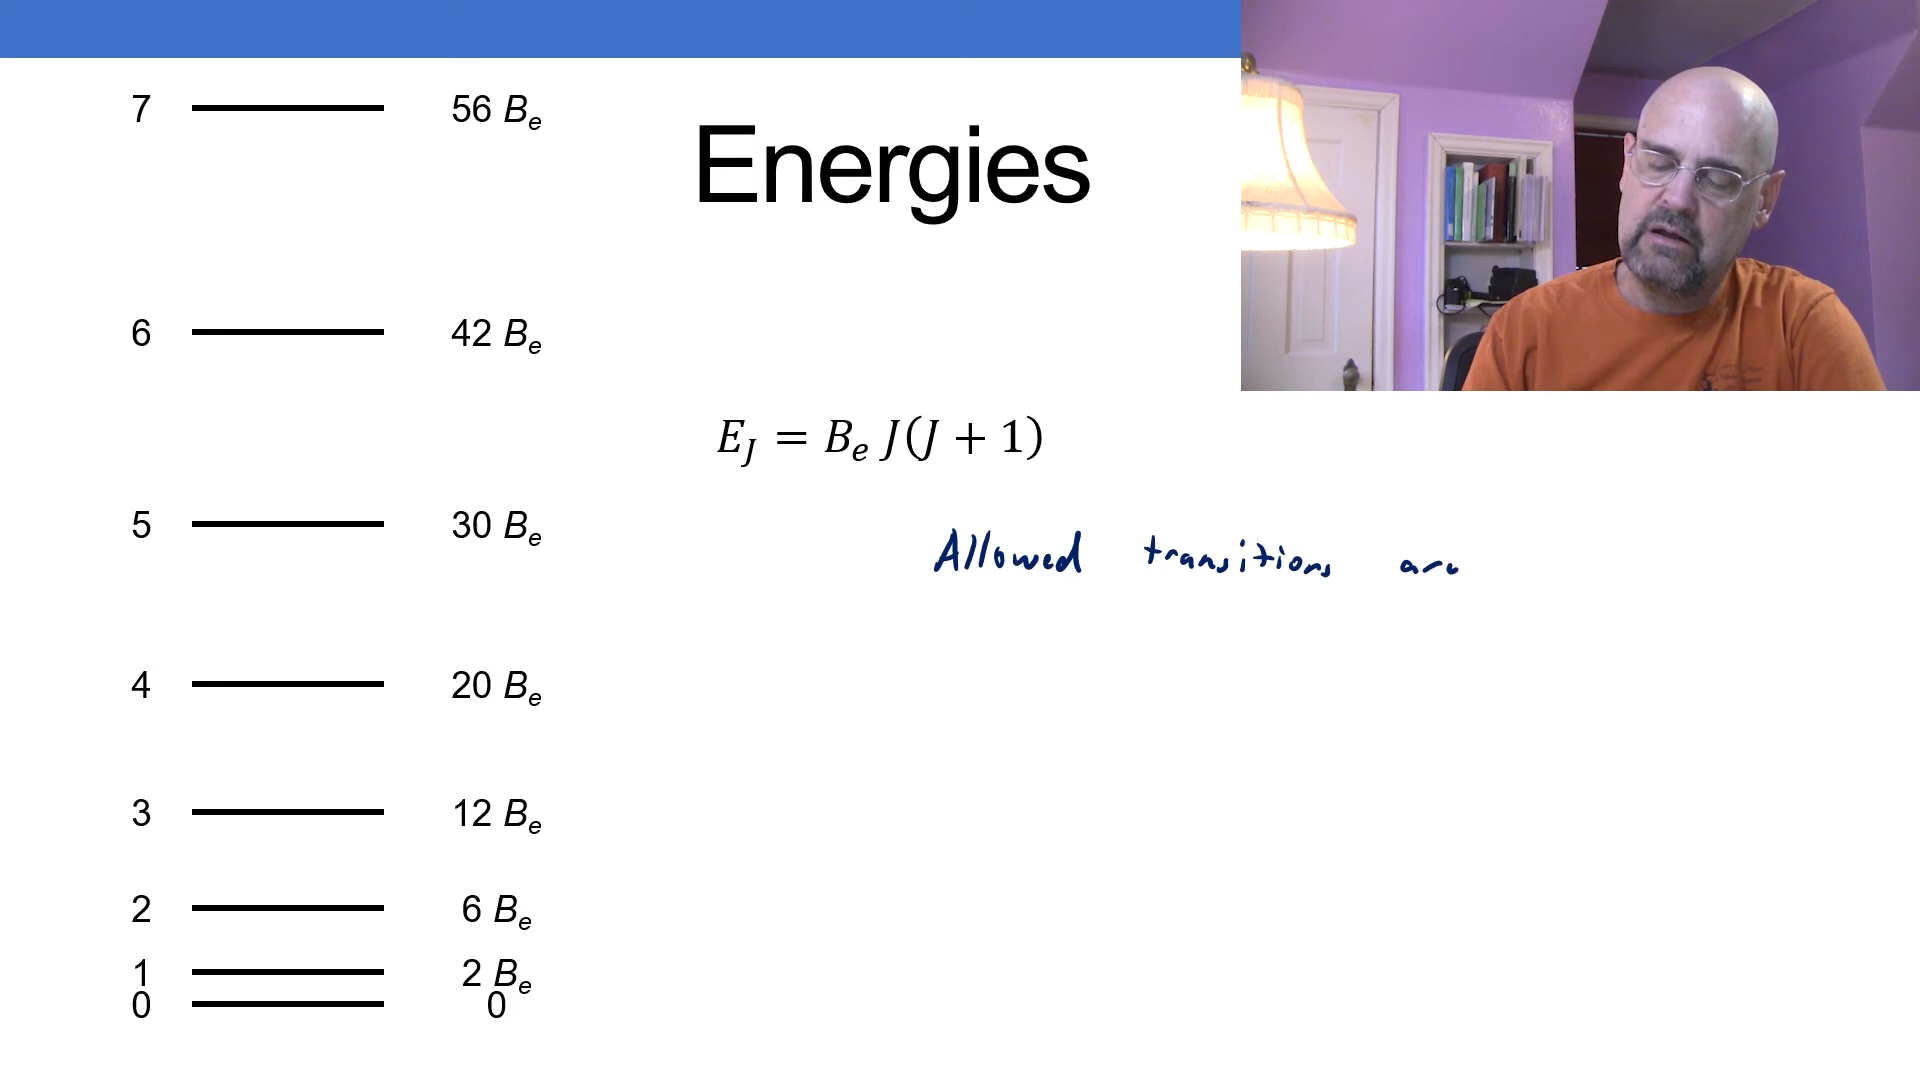 7 56 Be
Energies
6 42 Be
E_J = B_e J(J + 1)
5 30 Be
Allowed transitions are
4 20 Be
3 12 Be
2 6 Be
1 2 Be
0 0